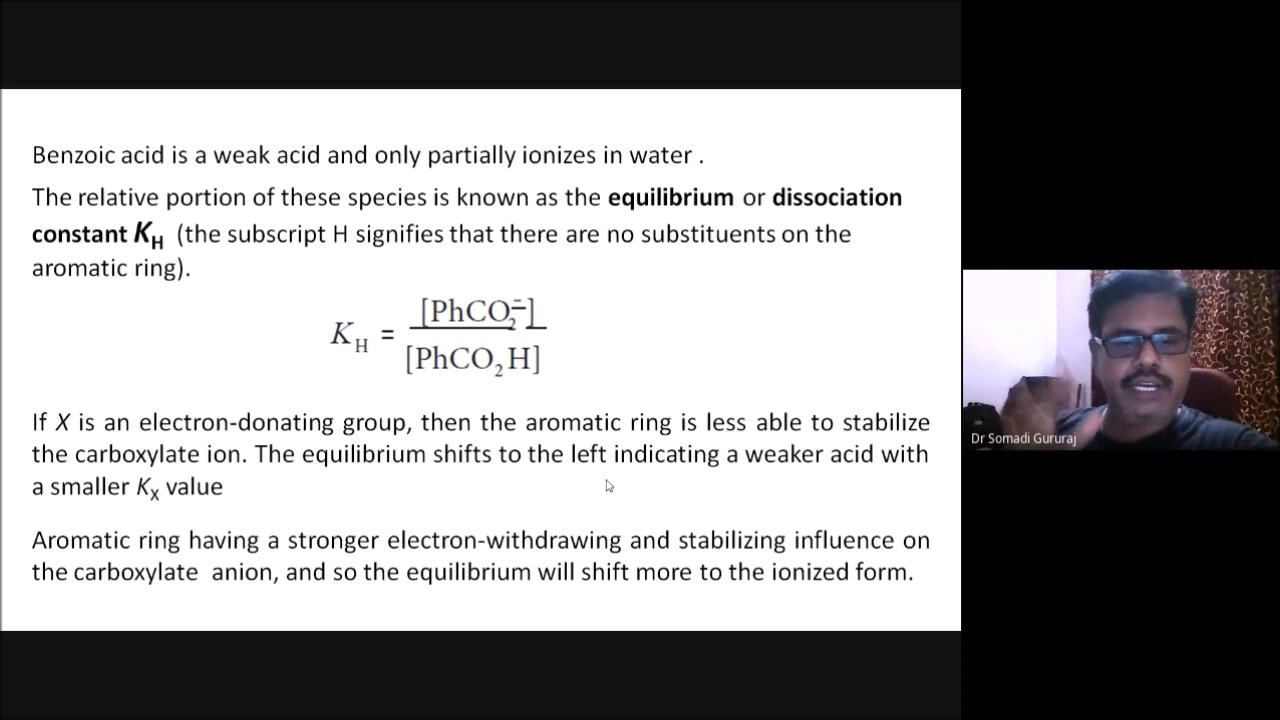 Benzoic acid is a weak acid and only partially ionizes in water .
The relative portion of these species is known as the equilibrium or dissociation
constant K_H (the subscript H signifies that there are no substituents on the
aromatic ring).
K_H = [PhCO₂⁻] / [PhCO₂H]
If X is an electron-donating group, then the aromatic ring is less able to stabilize
the carboxylate ion. The equilibrium shifts to the left indicating a weaker acid with
a smaller K_X value
Aromatic ring having a stronger electron-withdrawing and stabilizing influence on
the carboxylate anion, and so the equilibrium will shift more to the ionized form.
Dr Somadi Gururaj